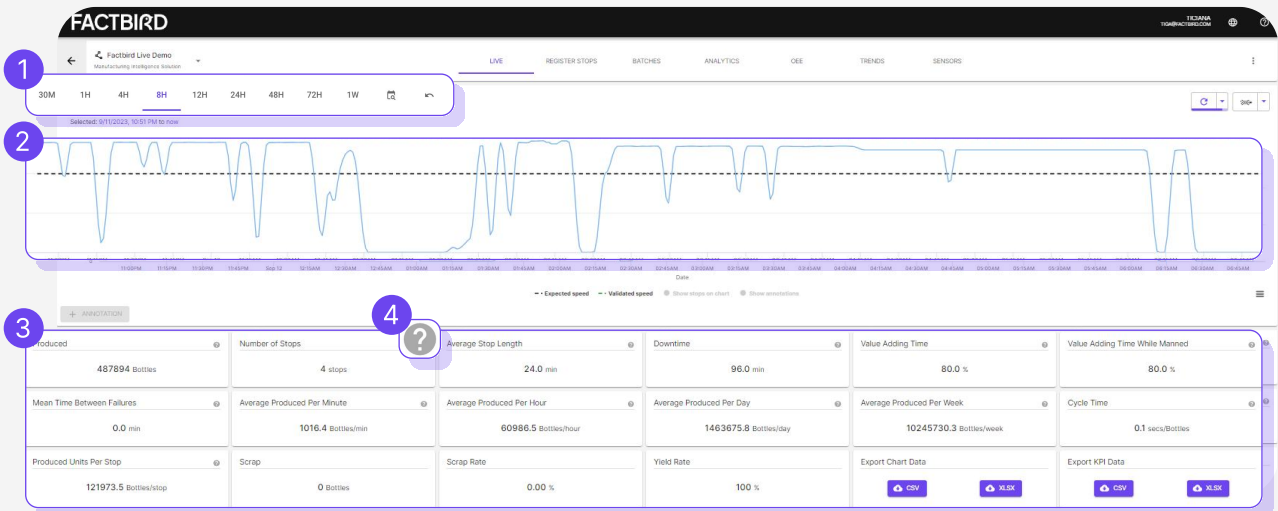 FACTBIRD
TICIANA
TIGA@FACTBIRD.COM
Factbird Live Demo
Manufacturing Intelligence Solution
LIVE REGISTER STOPS BATCHES ANALYTICS OEE TRENDS SENSORS
1
30M 1H 4H 8H 12H 24H 48H 72H 1W
Selected: 9/11/2023, 10:51 PM to now
2
11:00PM 11:15PM 11:30PM 11:45PM Sep 12 12:15AM 12:30AM 12:45AM 01:00AM 01:15AM 01:30AM 01:45AM 02:00AM 02:15AM 02:30AM 02:45AM 03:00AM 03:15AM 03:30AM 03:45AM 04:00AM 04:15AM 04:30AM 04:45AM 05:00AM 05:15AM 05:30AM 05:45AM 06:00AM 06:15AM 06:30AM 06:45AM
Date
Expected speed Validated speed Show stops on chart Show annotations
+ ANNOTATION
3
4
?
Produced Number of Stops Average Stop Length Downtime Value Adding Time Value Adding Time While Manned
487894 Bottles 4 stops 24.0 min 96.0 min 80.0 % 80.0 %
Mean Time Between Failures Average Produced Per Minute Average Produced Per Hour Average Produced Per Day Average Produced Per Week Cycle Time
0.0 min 1016.4 Bottles/min 60986.5 Bottles/hour 1463675.8 Bottles/day 10245730.3 Bottles/week 0.1 secs/Bottles
Produced Units Per Stop Scrap Scrap Rate Yield Rate Export Chart Data Export KPI Data
121973.5 Bottles/stop 0 Bottles 0.00 % 100 % CSV XLSX CSV XLSX